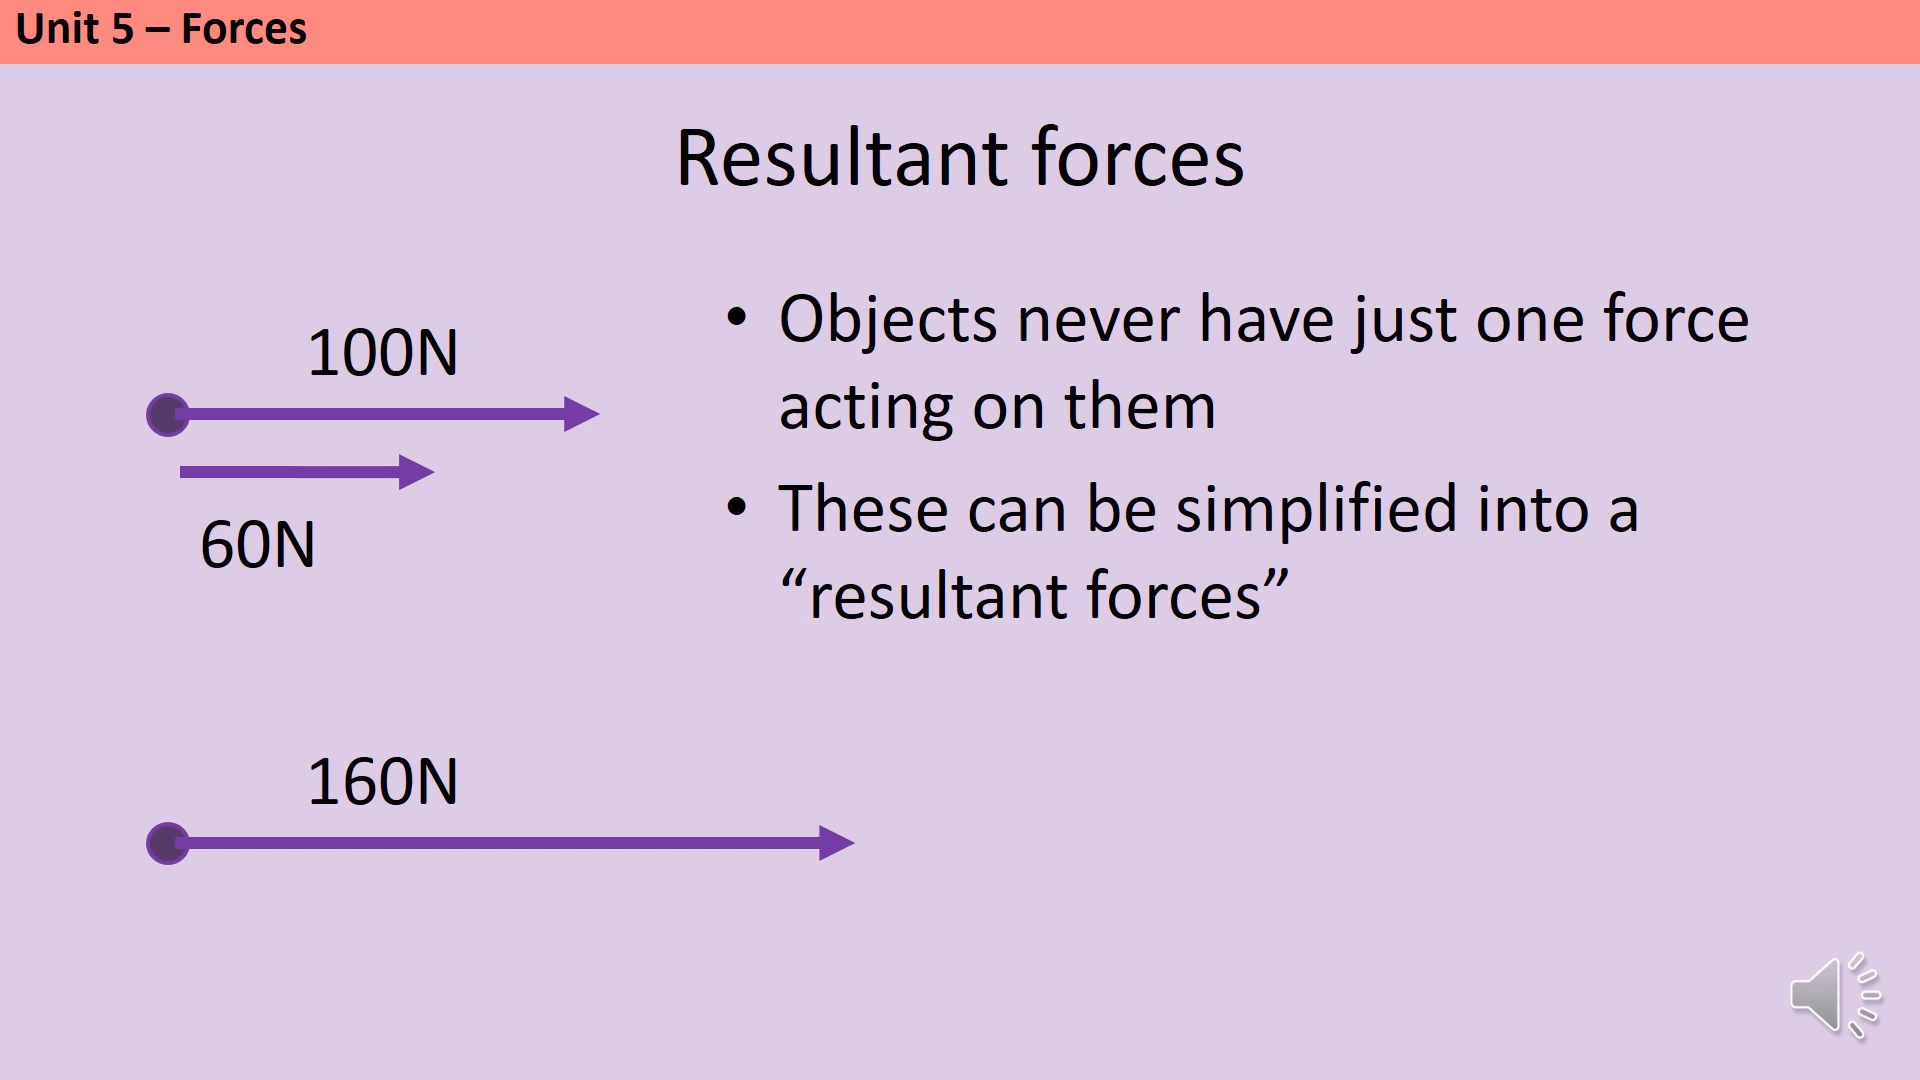 Unit 5 – Forces
Resultant forces
100N
60N
• Objects never have just one force
acting on them
• These can be simplified into a
“resultant forces”
160N